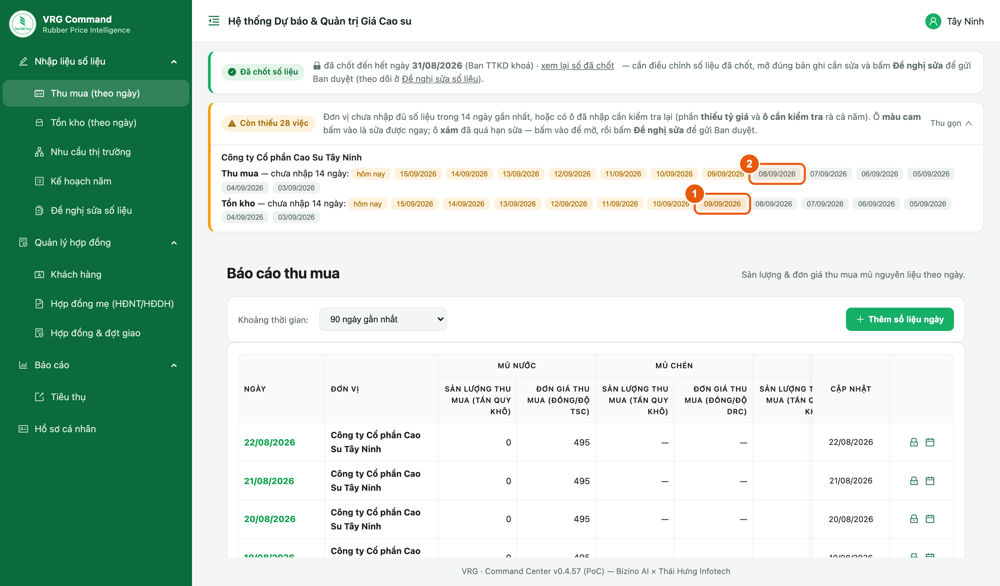 VRG Command
Rubber Price Intelligence
Nhập liệu số liệu
Thu mua (theo ngày)
Tồn kho (theo ngày)
Nhu cầu thị trường
Kế hoạch năm
Đề nghị sửa số liệu
Quản lý hợp đồng
Khách hàng
Hợp đồng mẹ (HĐNT/HĐDH)
Hợp đồng & đợt giao
Báo cáo
Tiêu thụ
Hồ sơ cá nhân
Hệ thống Dự báo & Quản trị Giá Cao su
Tây Ninh
Đã chốt số liệu
đã chốt đến hết ngày 31/08/2026 (Ban TTKD khoá) · xem lại số đã chốt — cần điều chỉnh số liệu đã chốt, mở đúng bản ghi cần sửa và bấm Đề nghị sửa để gửi
Ban duyệt (theo dõi ở Đề nghị sửa số liệu).
Còn thiếu 28 việc
Đơn vị chưa nhập đủ số liệu trong 14 ngày gần nhất, hoặc có ô đã nhập cần kiểm tra lại (phần thiếu tỷ giá và ô cần kiểm tra rà cả năm). Ô màu cam
bấm vào là sửa được ngay; ô xám đã quá hạn sửa — bấm vào để mở, rồi bấm Đề nghị sửa để gửi Ban duyệt.
Thu gọn
Công ty Cổ phần Cao Su Tây Ninh
2
Thu mua — chưa nhập 14 ngày: hôm nay 15/09/2026 14/09/2026 13/09/2026 12/09/2026 11/09/2026 10/09/2026 09/09/2026 08/09/2026 07/09/2026 06/09/2026 05/09/2026
04/09/2026 03/09/2026
1
Tồn kho — chưa nhập 14 ngày: hôm nay 15/09/2026 14/09/2026 13/09/2026 12/09/2026 11/09/2026 10/09/2026 09/09/2026 08/09/2026 07/09/2026 06/09/2026 05/09/2026
04/09/2026 03/09/2026
Báo cáo thu mua
Sản lượng & đơn giá thu mua mủ nguyên liệu theo ngày.
Khoảng thời gian:
90 ngày gần nhất
+ Thêm số liệu ngày
MỦ NƯỚC
MỦ CHÉN
NGÀY
ĐƠN VỊ
SẢN LƯỢNG THU
MUA (TẤN QUY
KHÔ)
ĐƠN GIÁ THU
MUA (ĐỒNG/ĐỘ
TSC)
SẢN LƯỢNG THU
MUA (TẤN QUY
KHÔ)
ĐƠN GIÁ THU
MUA (ĐỒNG/ĐỘ
DRC)
SẢN LƯỢNG T
MUA (TẤN Q
KH
CẬP NHẬT
22/08/2026
Công ty Cổ phần Cao
Su Tây Ninh
0
495
—
—
22/08/2026
21/08/2026
Công ty Cổ phần Cao
Su Tây Ninh
0
495
—
—
21/08/2026
20/08/2026
Công ty Cổ phần Cao
Su Tây Ninh
0
495
—
—
20/08/2026
19/08/2026
Công ty Cổ phần Cao
0
495
19/08/2026
VRG · Command Center v0.4.57 (PoC) — Bizino AI × Thái Hưng Infotech